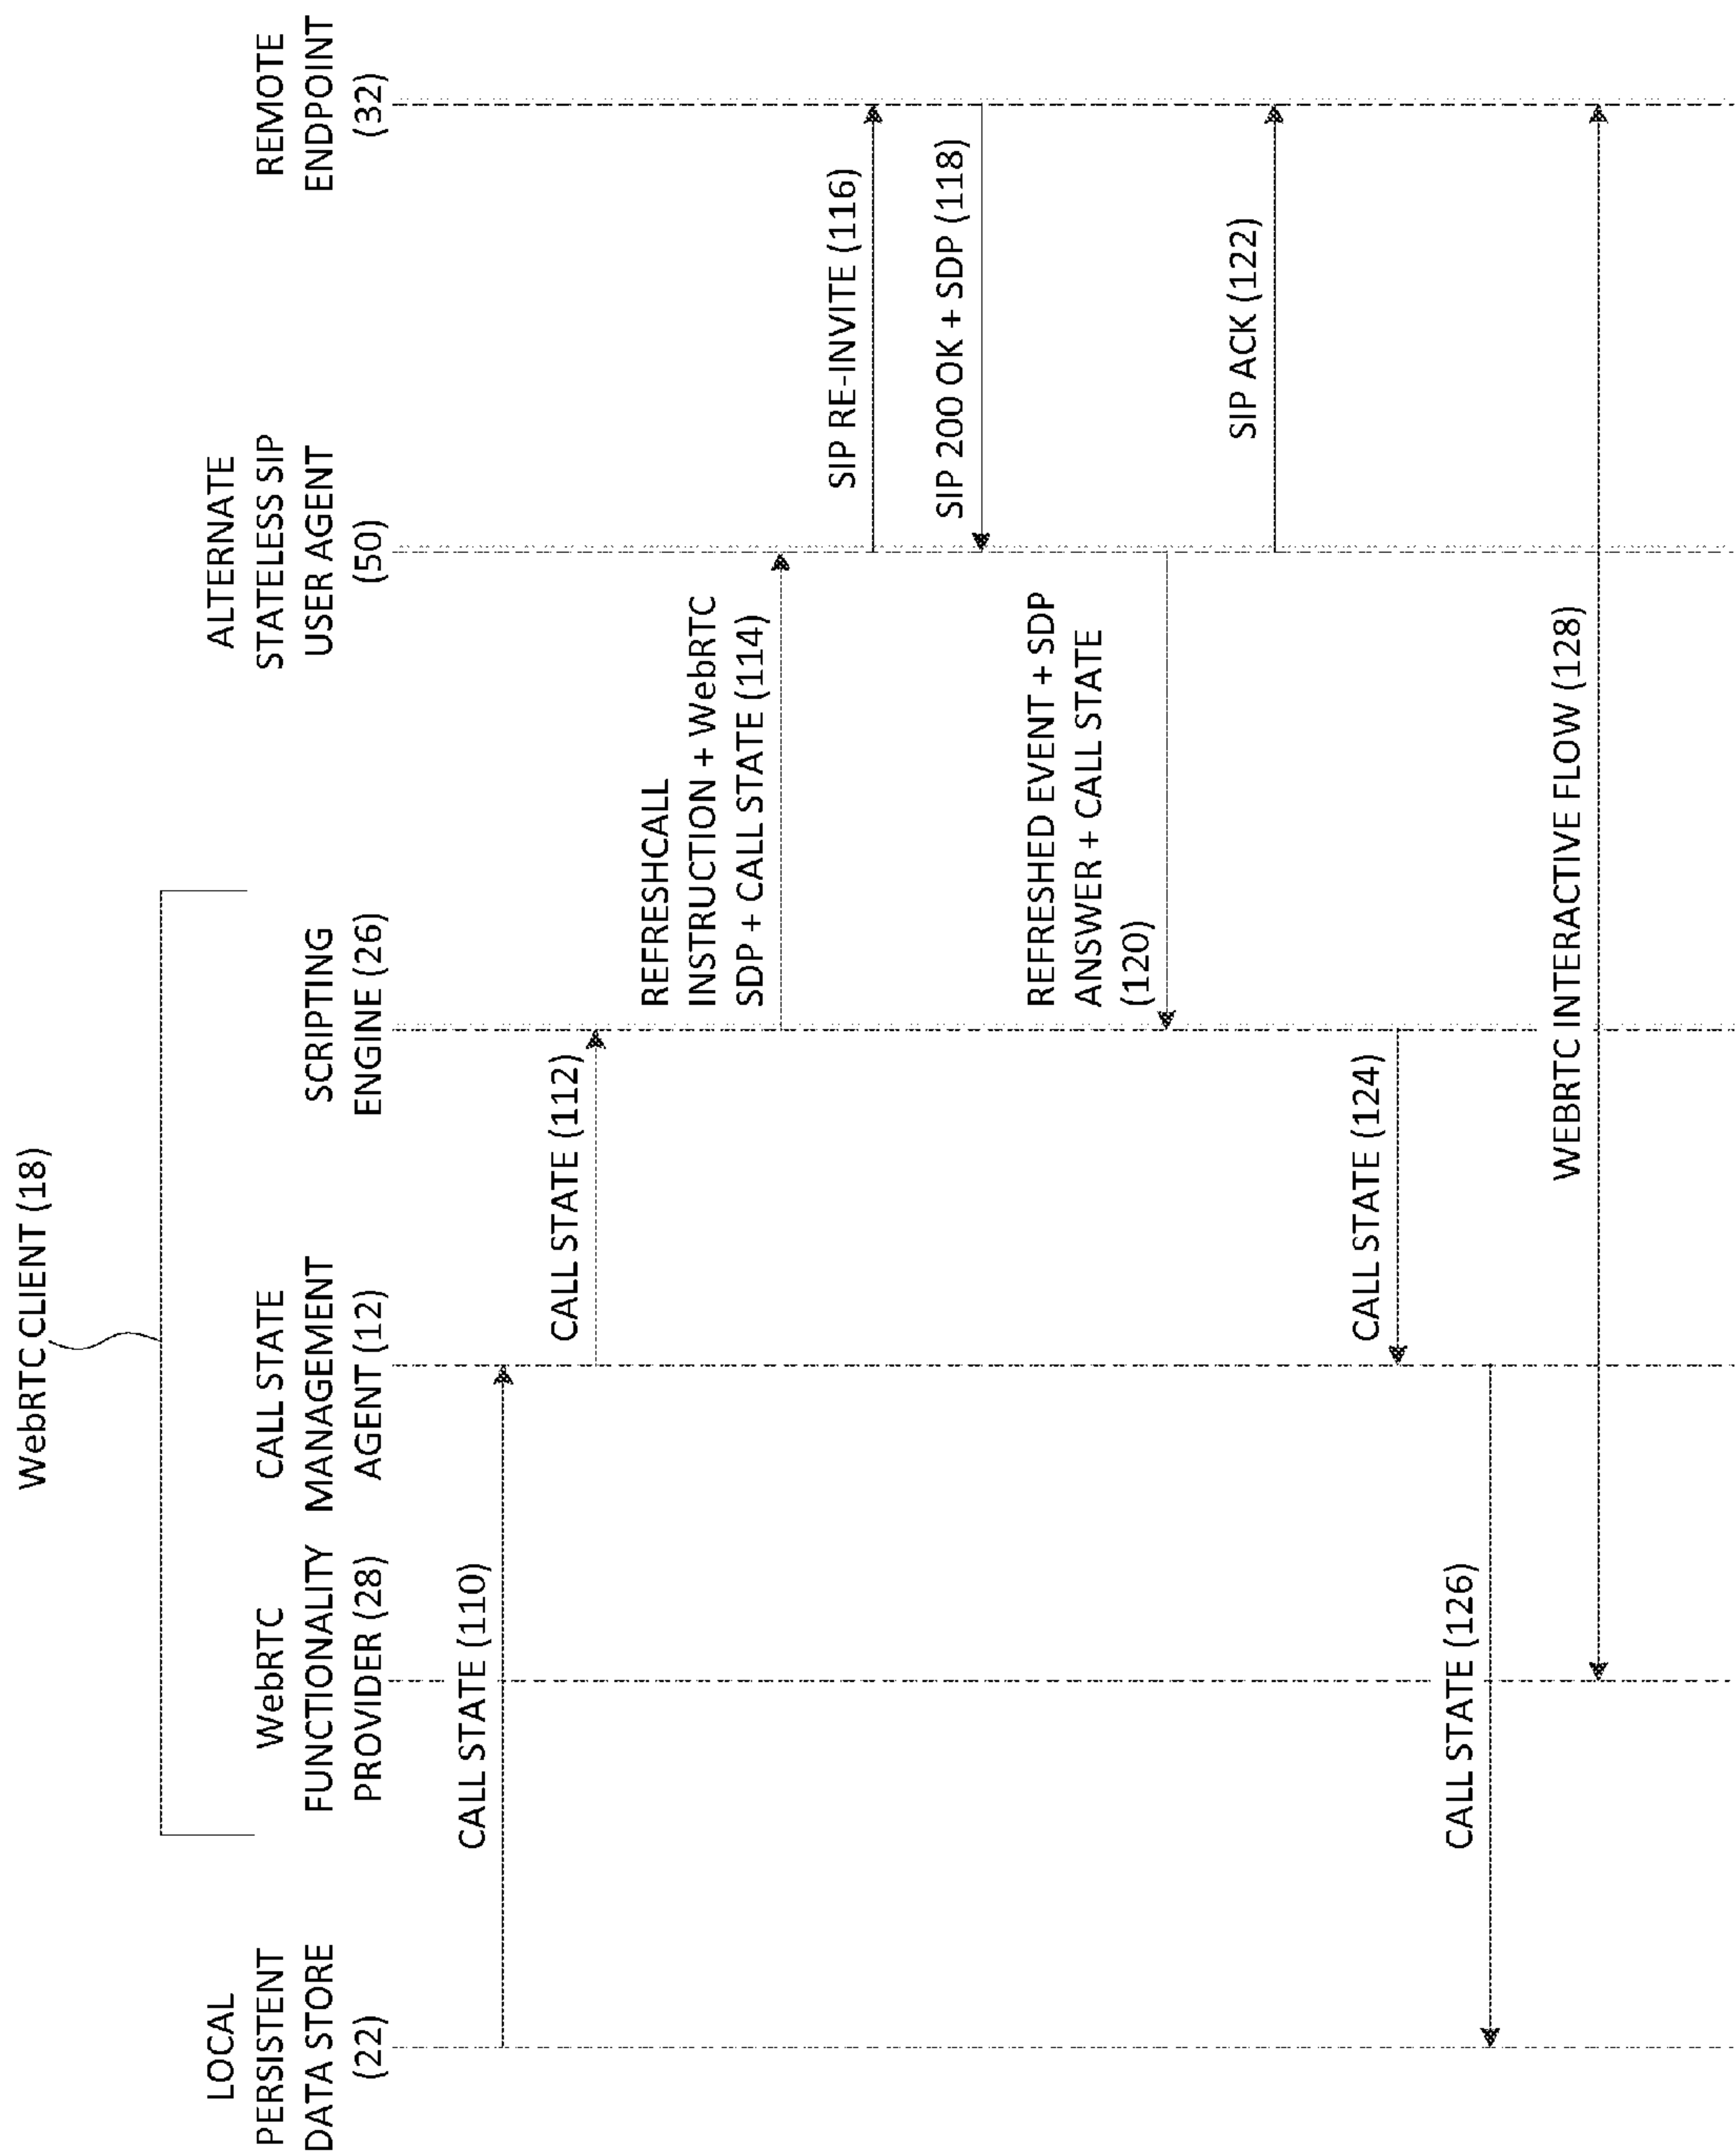 WebRTC CLIENT (18)
LOCAL
PERSISTENT
DATA STORE
(22)
WebRTC
FUNCTIONALITY
PROVIDER (28)
CALL STATE
MANAGEMENT
AGENT (12)
SCRIPTING
ENGINE (26)
ALTERNATE
STATELESS SIP
USER AGENT
(50)
REMOTE
ENDPOINT
(32)
CALL STATE (110)
CALL STATE (112)
REFRESHCALL
INSTRUCTION + WebRTC
SDP + CALL STATE (114)
SIP RE-INVITE (116)
SIP 200 OK + SDP (118)
REFRESHED EVENT + SDP
ANSWER + CALL STATE
(120)
SIP ACK (122)
CALL STATE (124)
CALL STATE (126)
WEBRTC INTERACTIVE FLOW (128)